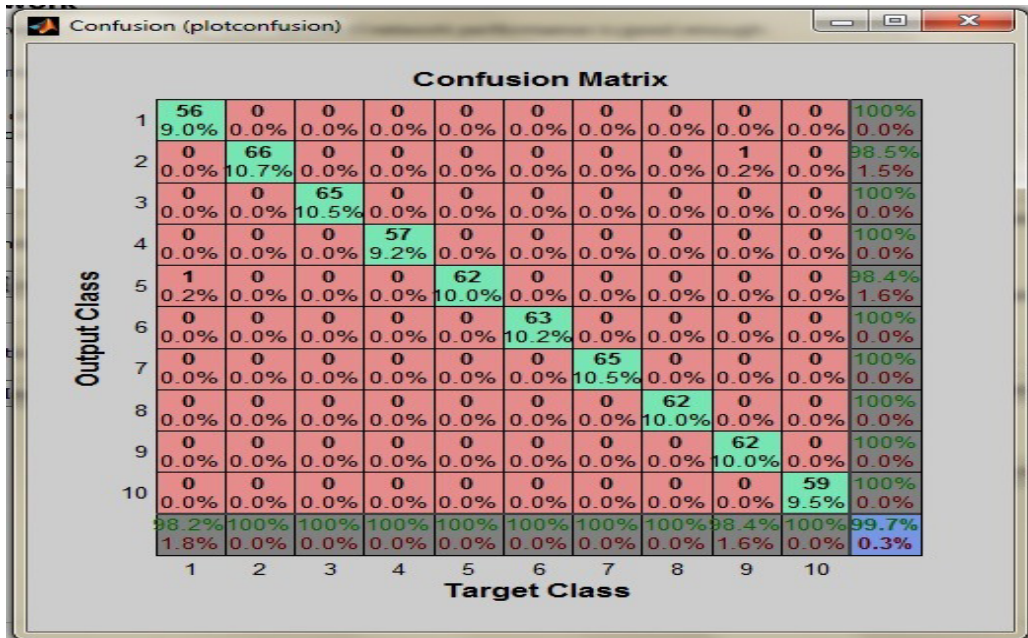 work
Confusion (plotconfusion)
Confusion Matrix
Output Class
1 56 0 0 0 0 0 0 0 0 0 100%
9.0% 0.0% 0.0% 0.0% 0.0% 0.0% 0.0% 0.0% 0.0% 0.0% 0.0%
2 0 66 0 0 0 0 0 0 1 0 98.5%
0.0% 10.7% 0.0% 0.0% 0.0% 0.0% 0.0% 0.0% 0.2% 0.0% 1.5%
3 0 0 65 0 0 0 0 0 0 0 100%
0.0% 0.0% 10.5% 0.0% 0.0% 0.0% 0.0% 0.0% 0.0% 0.0% 0.0%
4 0 0 0 57 0 0 0 0 0 0 100%
0.0% 0.0% 0.0% 9.2% 0.0% 0.0% 0.0% 0.0% 0.0% 0.0% 0.0%
5 1 0 0 0 62 0 0 0 0 0 98.4%
0.2% 0.0% 0.0% 0.0% 10.0% 0.0% 0.0% 0.0% 0.0% 0.0% 1.6%
6 0 0 0 0 0 63 0 0 0 0 100%
0.0% 0.0% 0.0% 0.0% 0.0% 10.2% 0.0% 0.0% 0.0% 0.0% 0.0%
7 0 0 0 0 0 0 65 0 0 0 100%
0.0% 0.0% 0.0% 0.0% 0.0% 0.0% 10.5% 0.0% 0.0% 0.0% 0.0%
8 0 0 0 0 0 0 0 62 0 0 100%
0.0% 0.0% 0.0% 0.0% 0.0% 0.0% 0.0% 10.0% 0.0% 0.0% 0.0%
9 0 0 0 0 0 0 0 0 62 0 100%
0.0% 0.0% 0.0% 0.0% 0.0% 0.0% 0.0% 0.0% 10.0% 0.0% 0.0%
10 0 0 0 0 0 0 0 0 0 59 100%
0.0% 0.0% 0.0% 0.0% 0.0% 0.0% 0.0% 0.0% 0.0% 9.5% 0.0%
98.2% 100% 100% 100% 100% 100% 100% 100% 98.4% 100% 99.7%
1.8% 0.0% 0.0% 0.0% 0.0% 0.0% 0.0% 0.0% 1.6% 0.0% 0.3%
1 2 3 4 5 6 7 8 9 10
Target Class